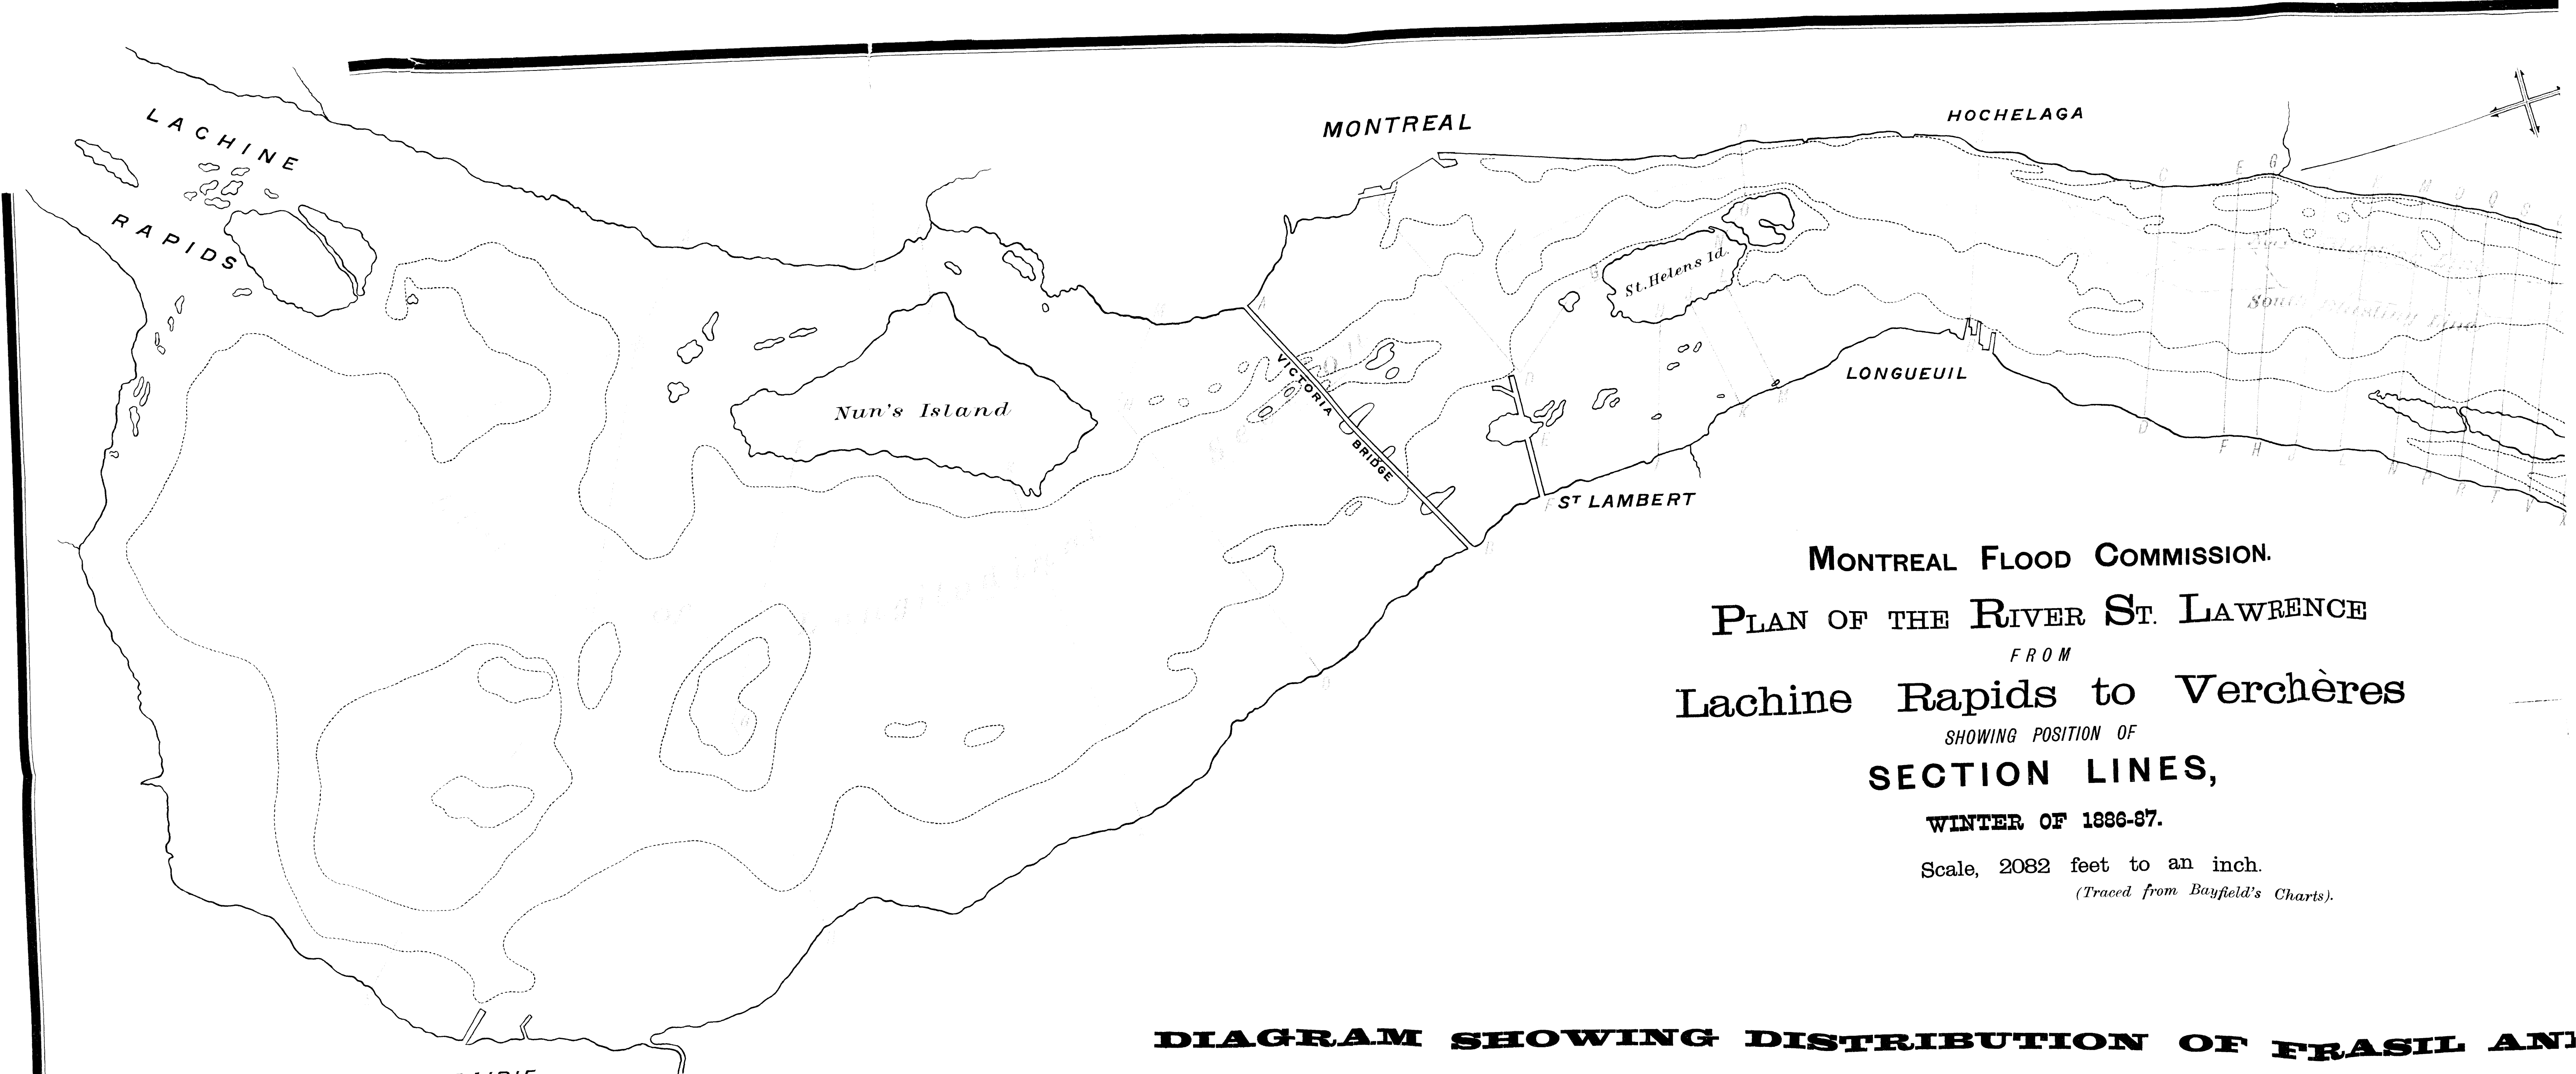 LACHINE
RAPIDS
MONTREAL
HOCHELAGA
St. Helens Id.
Nun's Island
VICTORIA
BRIDGE
LONGUEUIL
ST LAMBERT
MONTREAL FLOOD COMMISSION.
PLAN OF THE RIVER ST. LAWRENCE
FROM
Lachine Rapids to Verchères
SHOWING POSITION OF
SECTION LINES,
WINTER OF 1886-87.
Scale, 2082 feet to an inch.
(Traced from Bayfield's Charts).
DIAGRAM SHOWING DISTRIBUTION OF FRASIL